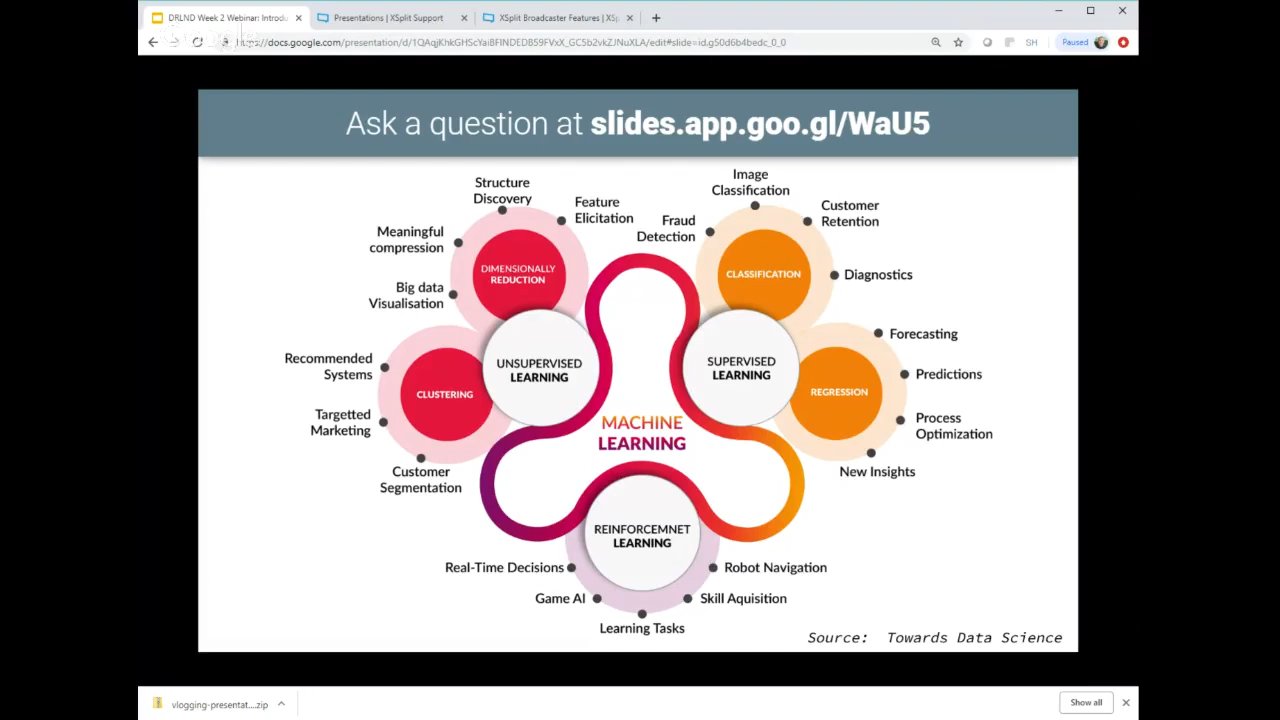 DRLND Week 2 Webinar: Introdu
Presentations | XSplit Support
XSplit Broadcaster Features | XS
https://docs.google.com/presentation/d/1QAqjKhkGHScYaiBFINDEDB59FVxX_GC5b2vkZJNuXLA/edit#slide=id.g50d6b4bedc_0_0
SH
Paused
Ask a question at slides.app.goo.gl/WaU5
Structure
Discovery
Feature
Elicitation
Meaningful
compression
Big data
Visualisation
DIMENSIONALLY
REDUCTION
Recommended
Systems
Targetted
Marketing
Customer
Segmentation
CLUSTERING
UNSUPERVISED
LEARNING
Image
Classification
Fraud
Detection
Customer
Retention
Diagnostics
CLASSIFICATION
SUPERVISED
LEARNING
REGRESSION
Forecasting
Predictions
Process
Optimization
New Insights
MACHINE
LEARNING
REINFORCEMNET
LEARNING
Real-Time Decisions
Game AI
Learning Tasks
Skill Aquisition
Robot Navigation
Source: Towards Data Science
vlogging-presentat....zip
Show all